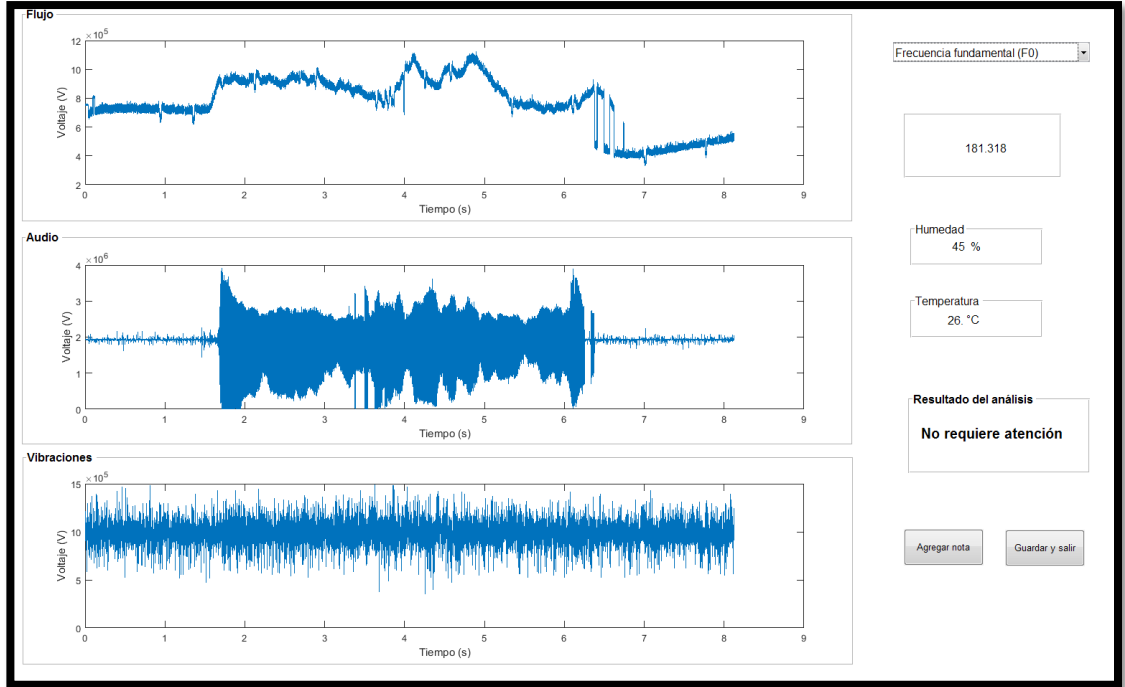 Flujo
×10^5
12
10
8
6
4
2
Voltaje (V)
0 1 2 3 4 5 6 7 8 9
Tiempo (s)
Audio
×10^6
4
3
2
1
0
Voltaje (V)
0 1 2 3 4 5 6 7 8 9
Tiempo (s)
Vibraciones
×10^5
15
10
5
0
Voltaje (V)
0 1 2 3 4 5 6 7 8 9
Tiempo (s)
Frecuencia fundamental (F0)
181.318
Humedad
45 %
Temperatura
26. °C
Resultado del análisis
No requiere atención
Agregar nota
Guardar y salir